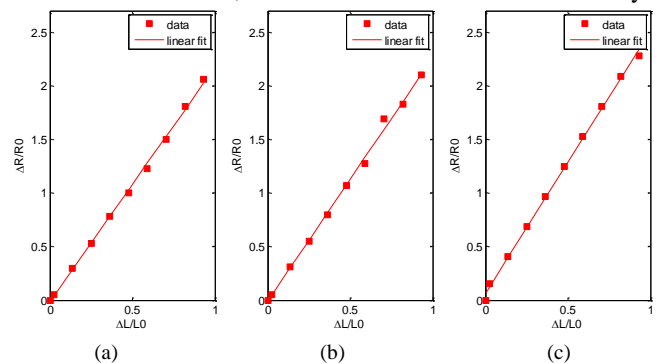 data
linear fit
2.5
2
1.5
1
0.5
0
0 0.5 1
ΔR/R0
ΔL/L0
(a)
data
linear fit
2.5
2
1.5
1
0.5
0
0 0.5 1
ΔR/R0
ΔL/L0
(b)
data
linear fit
2.5
2
1.5
1
0.5
0
0 0.5 1
ΔR/R0
ΔL/L0
(c)